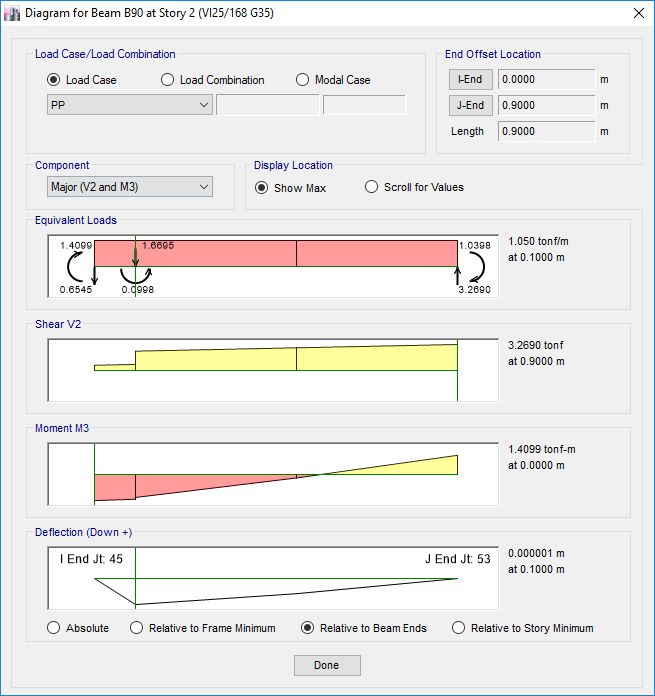 Diagram for Beam B90 at Story 2 (VI25/168 G35)
Load Case/Load Combination
Load Case Load Combination Modal Case
PP
End Offset Location
I-End 0.0000 m
J-End 0.9000 m
Length 0.9000 m
Component
Major (V2 and M3)
Display Location
Show Max Scroll for Values
Equivalent Loads
1.4099 1.6695 1.0398
0.6545 0.0998 3.2690
1.050 tonf/m
at 0.1000 m
Shear V2
3.2690 tonf
at 0.9000 m
Moment M3
1.4099 tonf-m
at 0.0000 m
Deflection (Down +)
I End Jt: 45 J End Jt: 53
0.000001 m
at 0.1000 m
Absolute Relative to Frame Minimum Relative to Beam Ends Relative to Story Minimum
Done